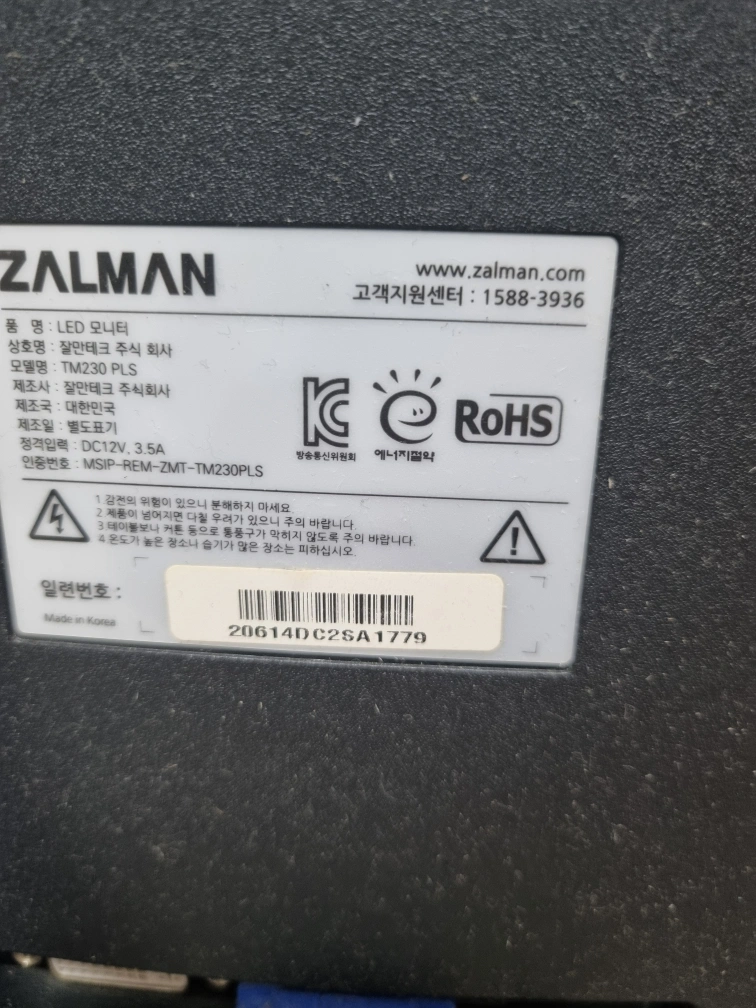 ZALMAN
www.zalman.com
고객지원센터 : 1588-3936
품 명 : LED 모니터
상호명 : 잘만테크 주식 회사
모델명 : TM230 PLS
제조사 : 잘만테크 주식회사
제조국 : 대한민국
제조일 : 별도표기
정격입력 : DC12V, 3.5A
인증번호 : MSIP-REM-ZMT-TM230PLS
방송통신위원회
에너지절약
RoHS
1.감전의 위험이 있으니 분해하지 마세요.
2.제품이 넘어지면 다칠 우려가 있으니 주의 바랍니다.
3.테이블보나 커튼 등으로 통풍구가 막히지 않도록 주의 바랍니다.
4.온도가 높은 장소나 습기가 많은 장소는 피하십시오.
일련번호 :
Made in Korea
20614DC2SA1779